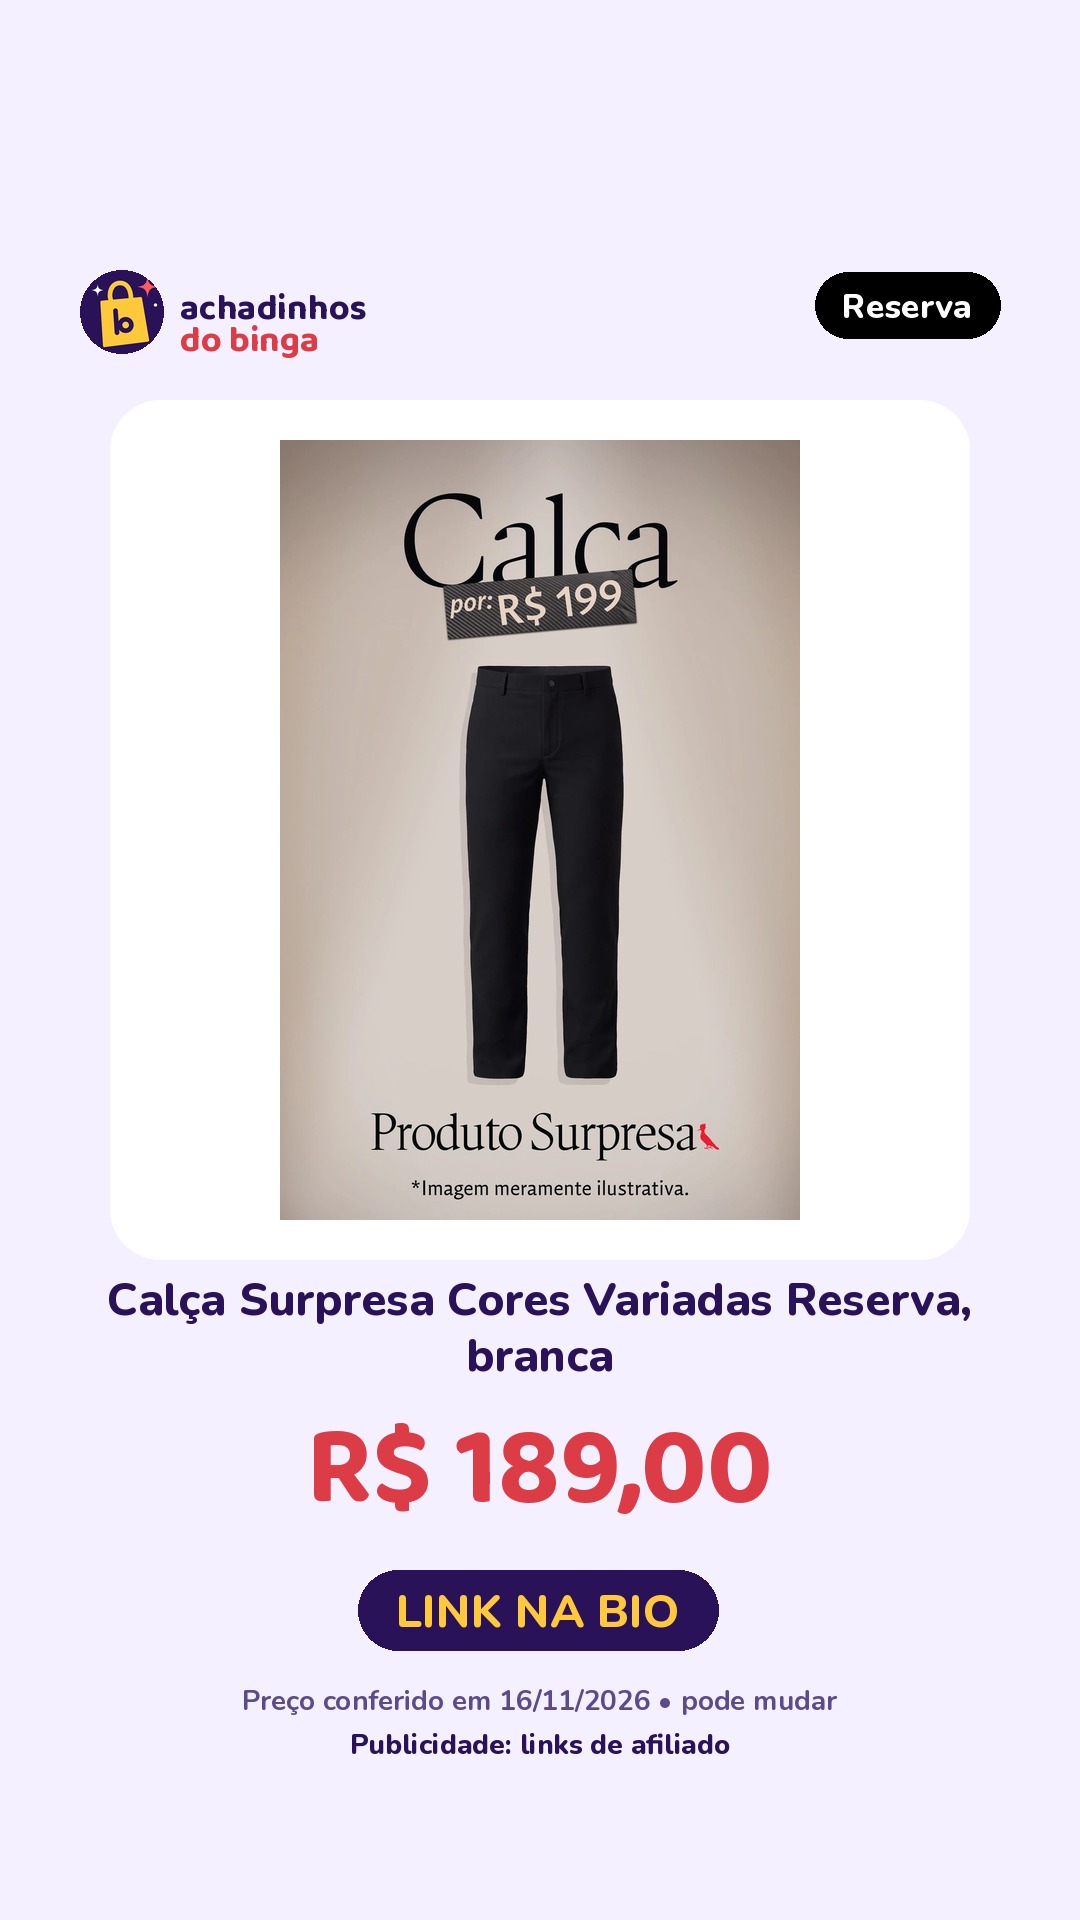 achadinhos
do binga
Reserva
Calça
por: R$ 199
Produto Surpresa
*Imagem meramente ilustrativa.
Calça Surpresa Cores Variadas Reserva,
branca
R$ 189,00
LINK NA BIO
Preço conferido em 16/11/2026 • pode mudar
Publicidade: links de afiliado